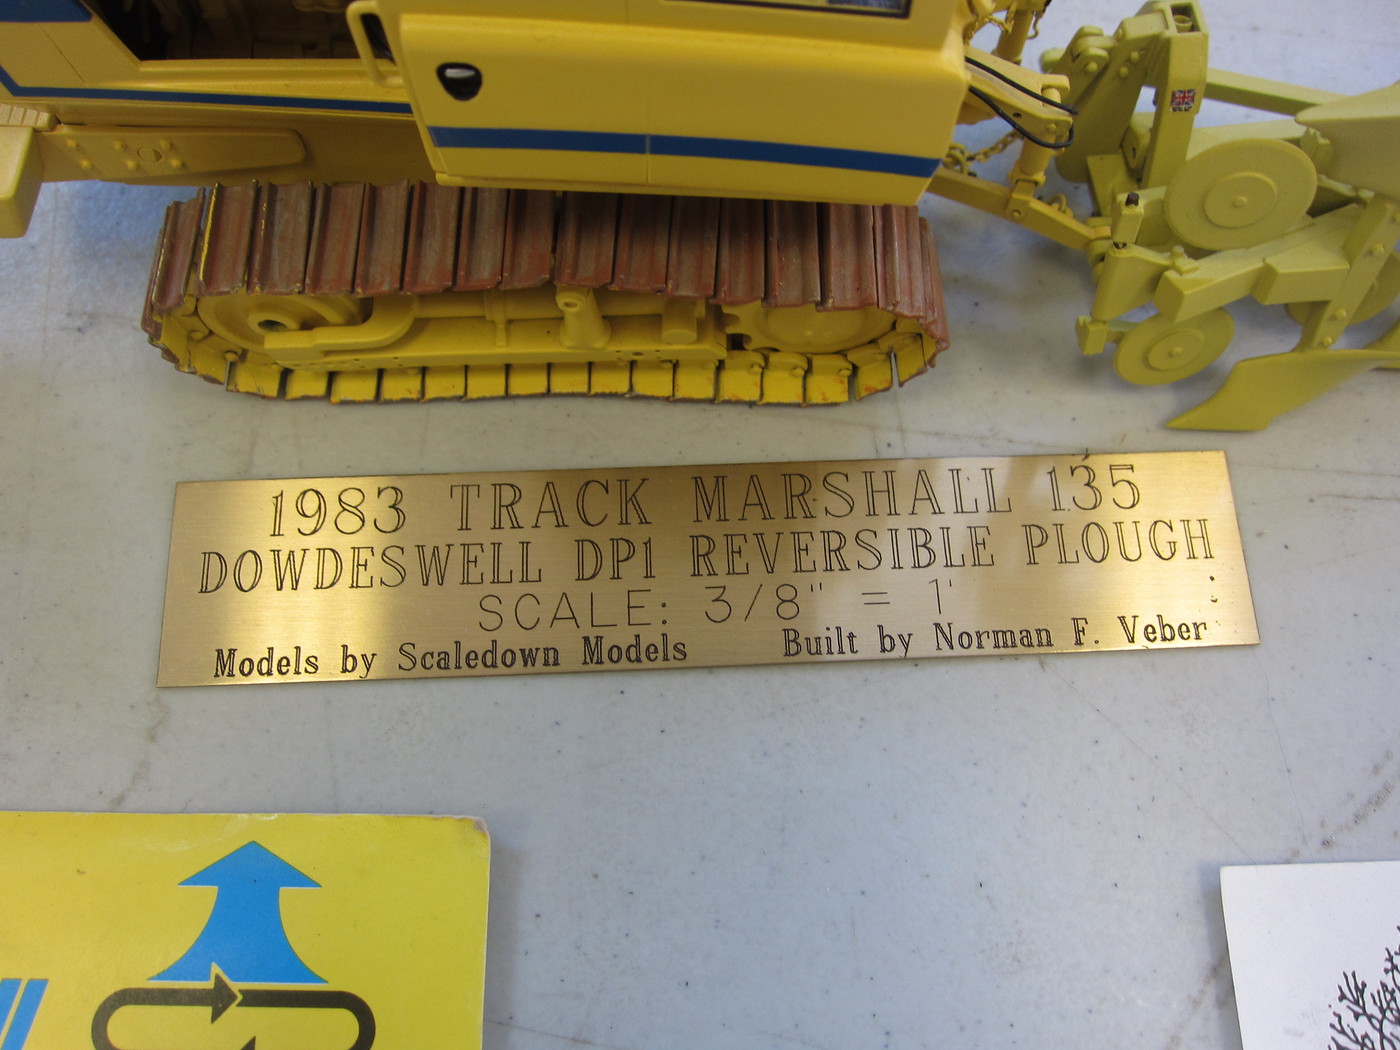 1983 TRACK MARSHALL 135
DOWDESWELL DP1 REVERSIBLE PLOUGH
SCALE: 3/8" = 1'
Models by Scaledown Models Built by Norman F. Veber